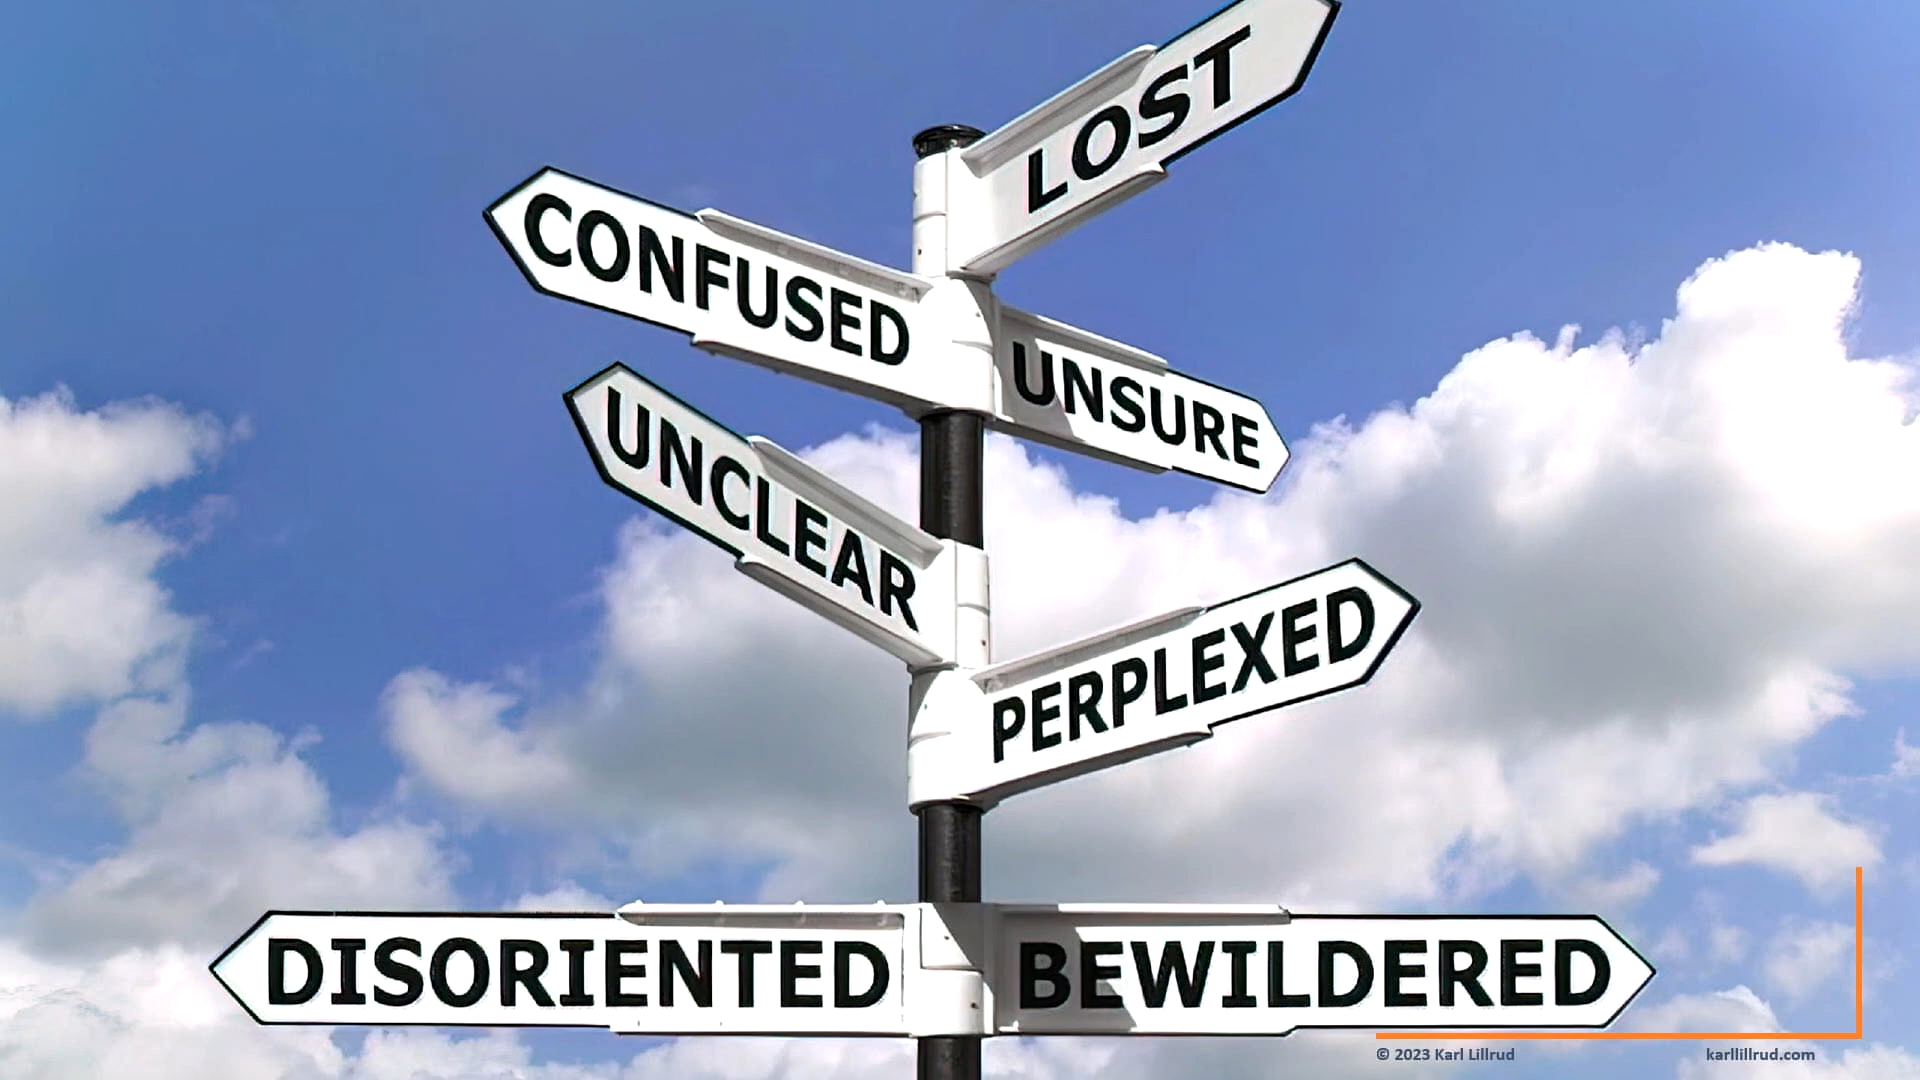 LOST
CONFUSED
UNSURE
UNCLEAR
PERPLEXED
DISORIENTED
BEWILDERED
© 2023 Karl Lillrud
karllillrud.com